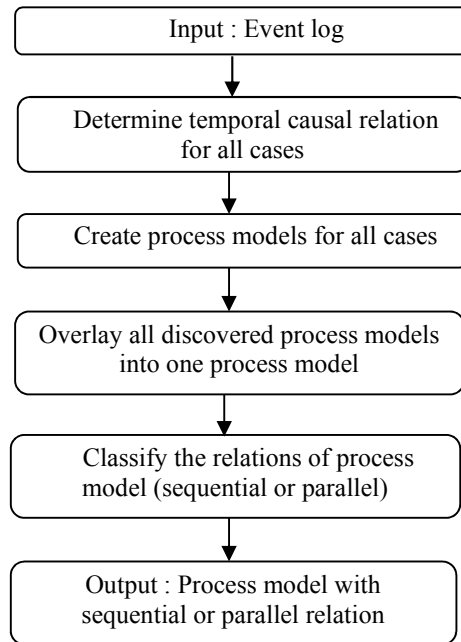 Input : Event log
Determine temporal causal relation
for all cases
Create process models for all cases
Overlay all discovered process models
into one process model
Classify the relations of process
model (sequential or parallel)
Output : Process model with
sequential or parallel relation